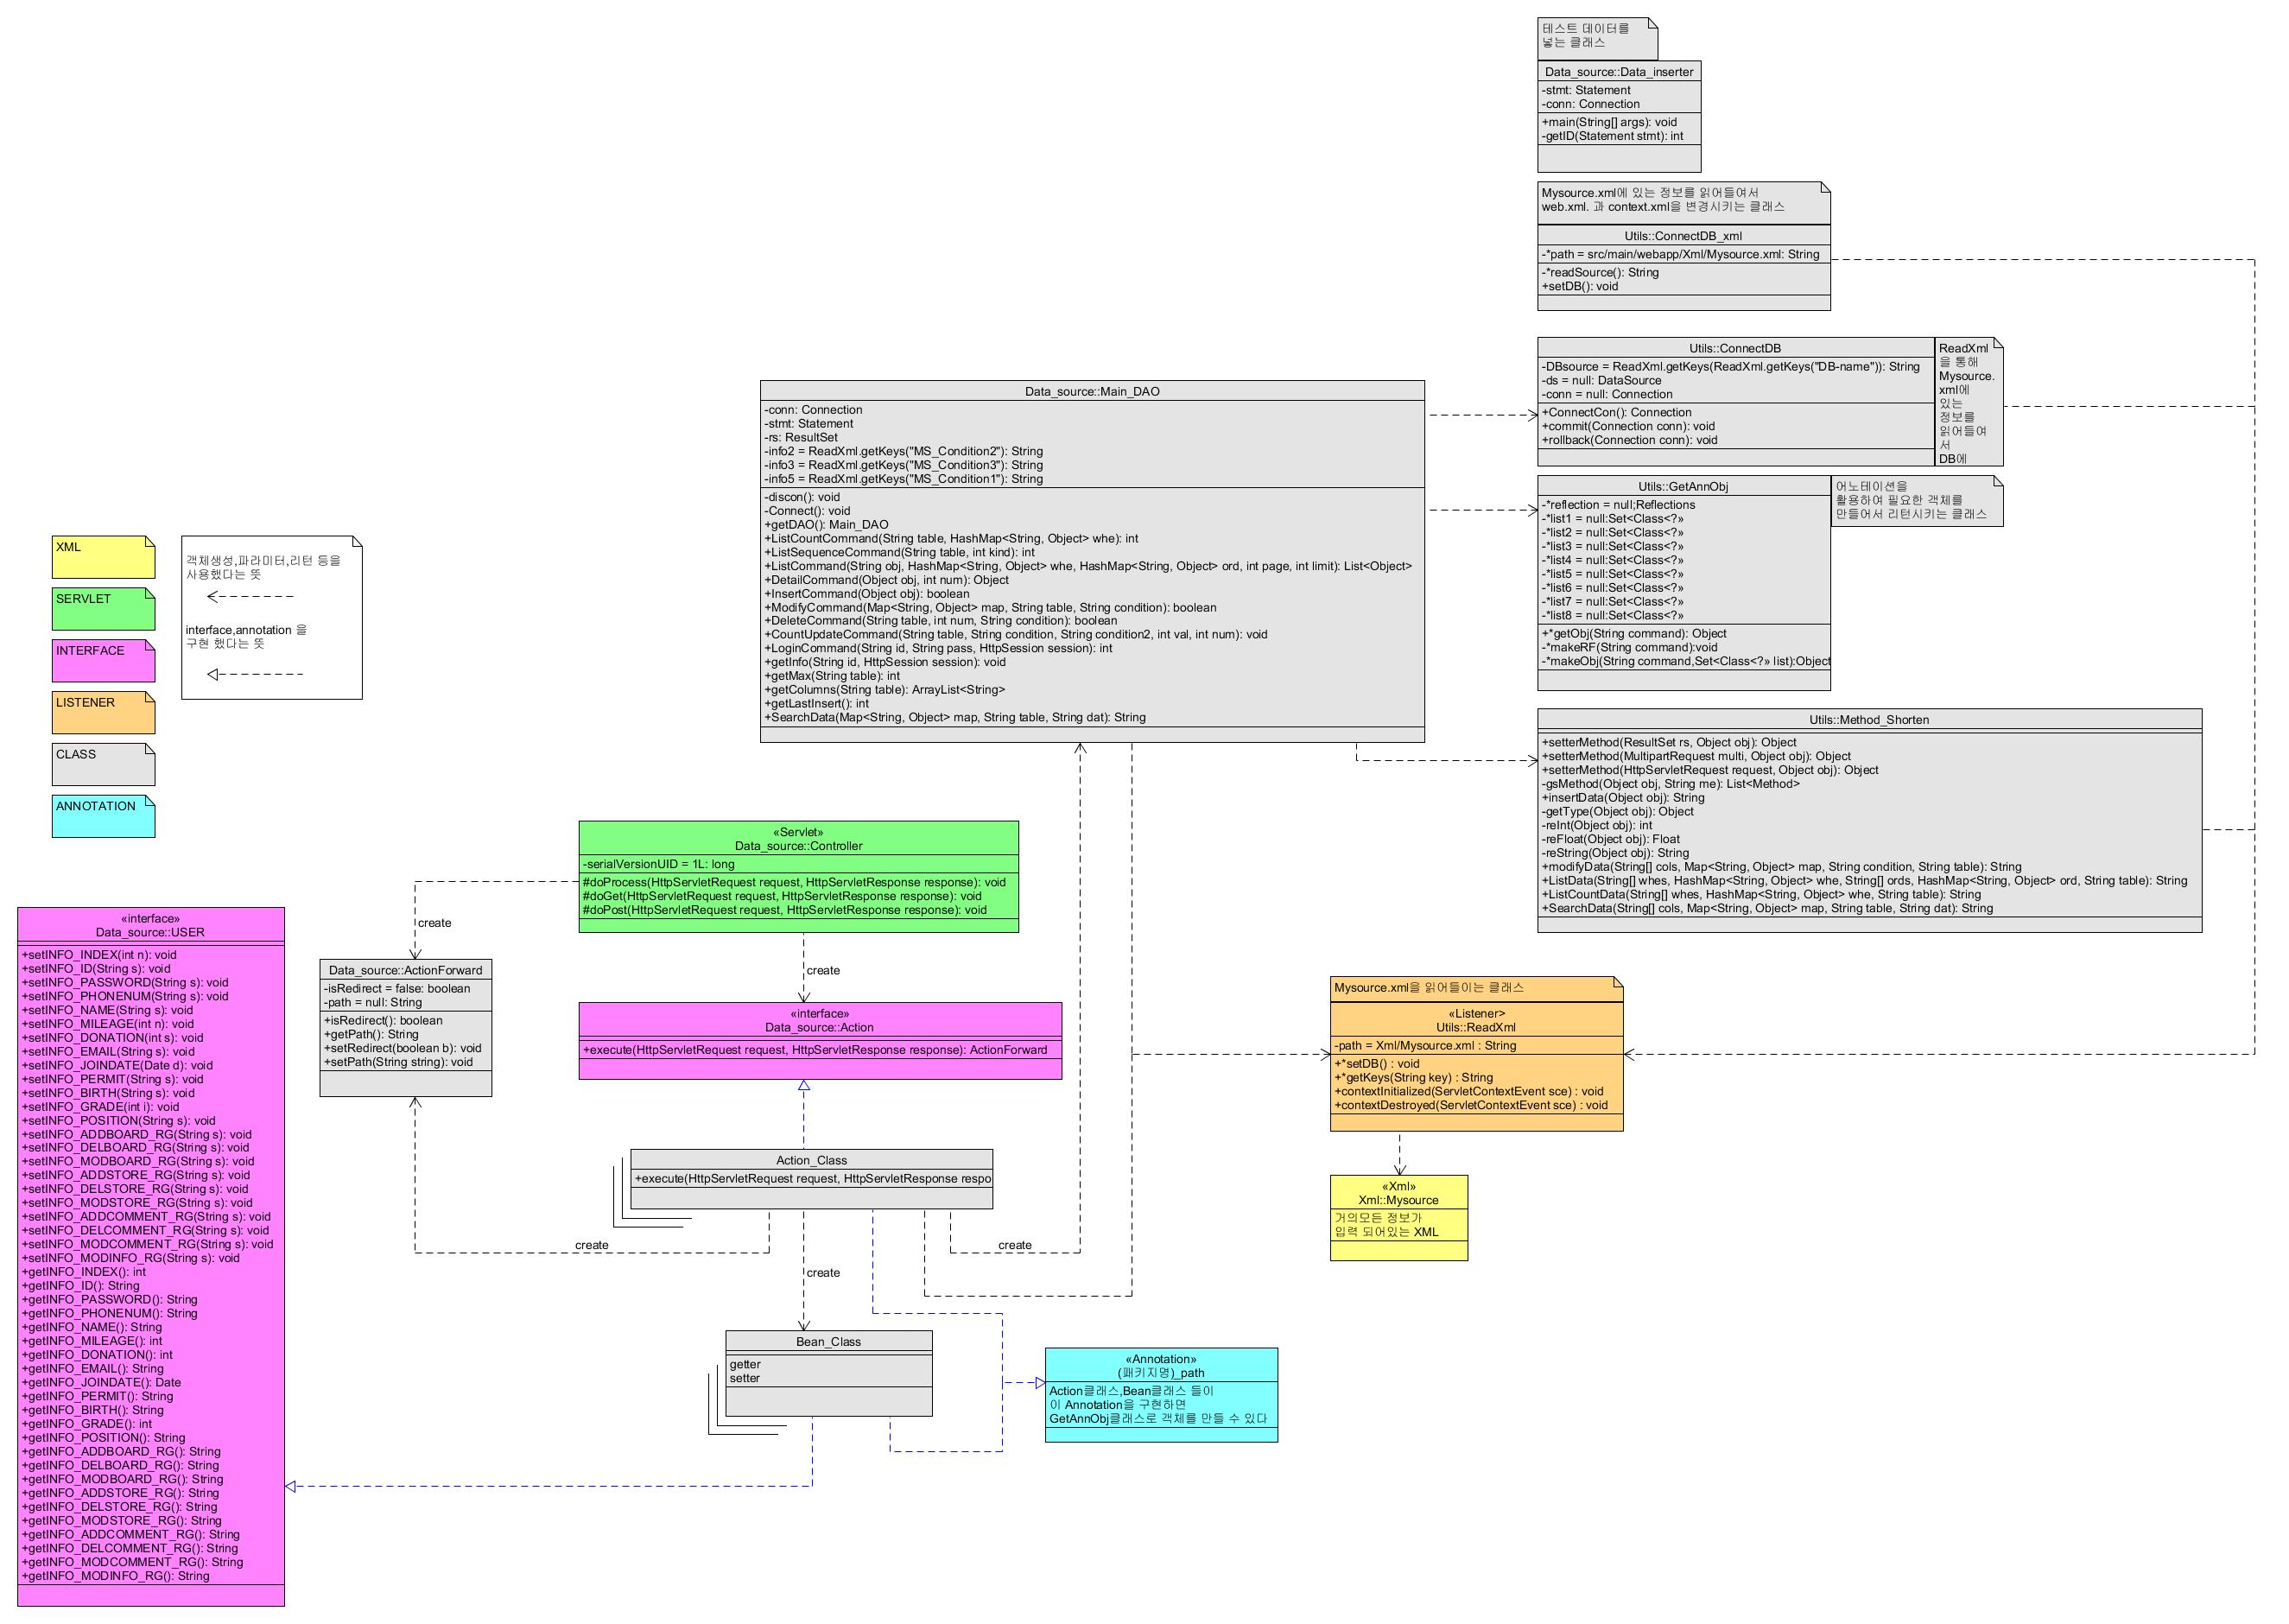 테스트 데이터를
넣는 클래스
Data_source::Data_inserter
-stmt: Statement
-conn: Connection
+main(String[] args): void
-getID(Statement stmt): int
Mysource.xml에 있는 정보를 읽어들여서
web.xml. 과 context.xml을 변경시키는 클래스
Utils::ConnectDB_xml
-*path = src/main/webapp/Xml/Mysource.xml: String
-*readSource(): String
+setDB(): void
Utils::ConnectDB
-DBsource = ReadXml.getKeys(ReadXml.getKeys("DB-name")): String
-ds = null: DataSource
-conn = null: Connection
+ConnectCon(): Connection
+commit(Connection conn): void
+rollback(Connection conn): void
ReadXml
을 통해
Mysource.
xml에
있는
정보를
읽어들여
서
DB에
Data_source::Main_DAO
-conn: Connection
-stmt: Statement
-rs: ResultSet
-info2 = ReadXml.getKeys("MS_Condition2"): String
-info3 = ReadXml.getKeys("MS_Condition3"): String
-info5 = ReadXml.getKeys("MS_Condition1"): String
-discon(): void
-Connect(): void
+getDAO(): Main_DAO
+ListCountCommand(String table, HashMap<String, Object> whe): int
+ListSequenceCommand(String table, int kind): int
+ListCommand(String obj, HashMap<String, Object> whe, HashMap<String, Object> ord, int page, int limit): List<Object>
+DetailCommand(Object obj, int num): Object
+InsertCommand(Object obj): boolean
+ModifyCommand(Map<String, Object> map, String table, String condition): boolean
+DeleteCommand(String table, int num, String condition): boolean
+CountUpdateCommand(String table, String condition, String condition2, int val, int num): void
+LoginCommand(String id, String pass, HttpSession session): int
+getInfo(String id, HttpSession session): void
+getMax(String table): int
+getColumns(String table): ArrayList<String>
+getLastInsert(): int
+SearchData(Map<String, Object> map, String table, String dat): String
Utils::GetAnnObj
-*reflection = null;Reflections
-*list1 = null:Set<Class<?»
-*list2 = null:Set<Class<?»
-*list3 = null:Set<Class<?»
-*list4 = null:Set<Class<?»
-*list5 = null:Set<Class<?»
-*list6 = null:Set<Class<?»
-*list7 = null:Set<Class<?»
-*list8 = null:Set<Class<?»
+*getObj(String command): Object
-*makeRF(String command):void
-*makeObj(String command,Set<Class<?» list):Object
어노테이션을
활용하여 필요한 객체를
만들어서 리턴시키는 클래스
XML
SERVLET
INTERFACE
LISTENER
CLASS
ANNOTATION
객체생성,파라미터,리턴 등을
사용했다는 뜻
interface,annotation 을
구현 했다는 뜻
Utils::Method_Shorten
+setterMethod(ResultSet rs, Object obj): Object
+setterMethod(MultipartRequest multi, Object obj): Object
+setterMethod(HttpServletRequest request, Object obj): Object
-gsMethod(Object obj, String me): List<Method>
+insertData(Object obj): String
-getType(Object obj): Object
-reInt(Object obj): int
-reFloat(Object obj): Float
-reString(Object obj): String
+modifyData(String[] cols, Map<String, Object> map, String condition, String table): String
+ListData(String[] whes, HashMap<String, Object> whe, String[] ords, HashMap<String, Object> ord, String table): String
+ListCountData(String[] whes, HashMap<String, Object> whe, String table): String
+SearchData(String[] cols, Map<String, Object> map, String table, String dat): String
«Servlet»
Data_source::Controller
-serialVersionUID = 1L: long
#doProcess(HttpServletRequest request, HttpServletResponse response): void
#doGet(HttpServletRequest request, HttpServletResponse response): void
#doPost(HttpServletRequest request, HttpServletResponse response): void
create
create
«interface»
Data_source::USER
+setINFO_INDEX(int n): void
+setINFO_ID(String s): void
+setINFO_PASSWORD(String s): void
+setINFO_PHONENUM(String s): void
+setINFO_NAME(String s): void
+setINFO_MILEAGE(int n): void
+setINFO_DONATION(int s): void
+setINFO_EMAIL(String s): void
+setINFO_JOINDATE(Date d): void
+setINFO_PERMIT(String s): void
+setINFO_BIRTH(String s): void
+setINFO_GRADE(int i): void
+setINFO_POSITION(String s): void
+setINFO_ADDBOARD_RG(String s): void
+setINFO_DELBOARD_RG(String s): void
+setINFO_MODBOARD_RG(String s): void
+setINFO_ADDSTORE_RG(String s): void
+setINFO_DELSTORE_RG(String s): void
+setINFO_MODSTORE_RG(String s): void
+setINFO_ADDCOMMENT_RG(String s): void
+setINFO_DELCOMMENT_RG(String s): void
+setINFO_MODCOMMENT_RG(String s): void
+setINFO_MODINFO_RG(String s): void
+getINFO_INDEX(): int
+getINFO_ID(): String
+getINFO_PASSWORD(): String
+getINFO_PHONENUM(): String
+getINFO_NAME(): String
+getINFO_MILEAGE(): int
+getINFO_DONATION(): int
+getINFO_EMAIL(): String
+getINFO_JOINDATE(): Date
+getINFO_PERMIT(): String
+getINFO_BIRTH(): String
+getINFO_GRADE(): int
+getINFO_POSITION(): String
+getINFO_ADDBOARD_RG(): String
+getINFO_DELBOARD_RG(): String
+getINFO_MODBOARD_RG(): String
+getINFO_ADDSTORE_RG(): String
+getINFO_DELSTORE_RG(): String
+getINFO_MODSTORE_RG(): String
+getINFO_ADDCOMMENT_RG(): String
+getINFO_DELCOMMENT_RG(): String
+getINFO_MODCOMMENT_RG(): String
+getINFO_MODINFO_RG(): String
Data_source::ActionForward
-isRedirect = false: boolean
-path = null: String
+isRedirect(): boolean
+getPath(): String
+setRedirect(boolean b): void
+setPath(String string): void
«interface»
Data_source::Action
+execute(HttpServletRequest request, HttpServletResponse response): ActionForward
Mysource.xml을 읽어들이는 클래스
«Listener>
Utils::ReadXml
-path = Xml/Mysource.xml : String
+*setDB() : void
+*getKeys(String key) : String
+contextInitialized(ServletContextEvent sce) : void
+contextDestroyed(ServletContextEvent sce) : void
Action_Class
+execute(HttpServletRequest request, HttpServletResponse respo
«Xml»
Xml::Mysource
거의모든 정보가
입력 되어있는 XML
create
create
create
Bean_Class
getter
setter
«Annotation»
(패키지명)_path
Action클래스,Bean클래스 들이
이 Annotation을 구현하면
GetAnnObj클래스로 객체를 만들 수 있다